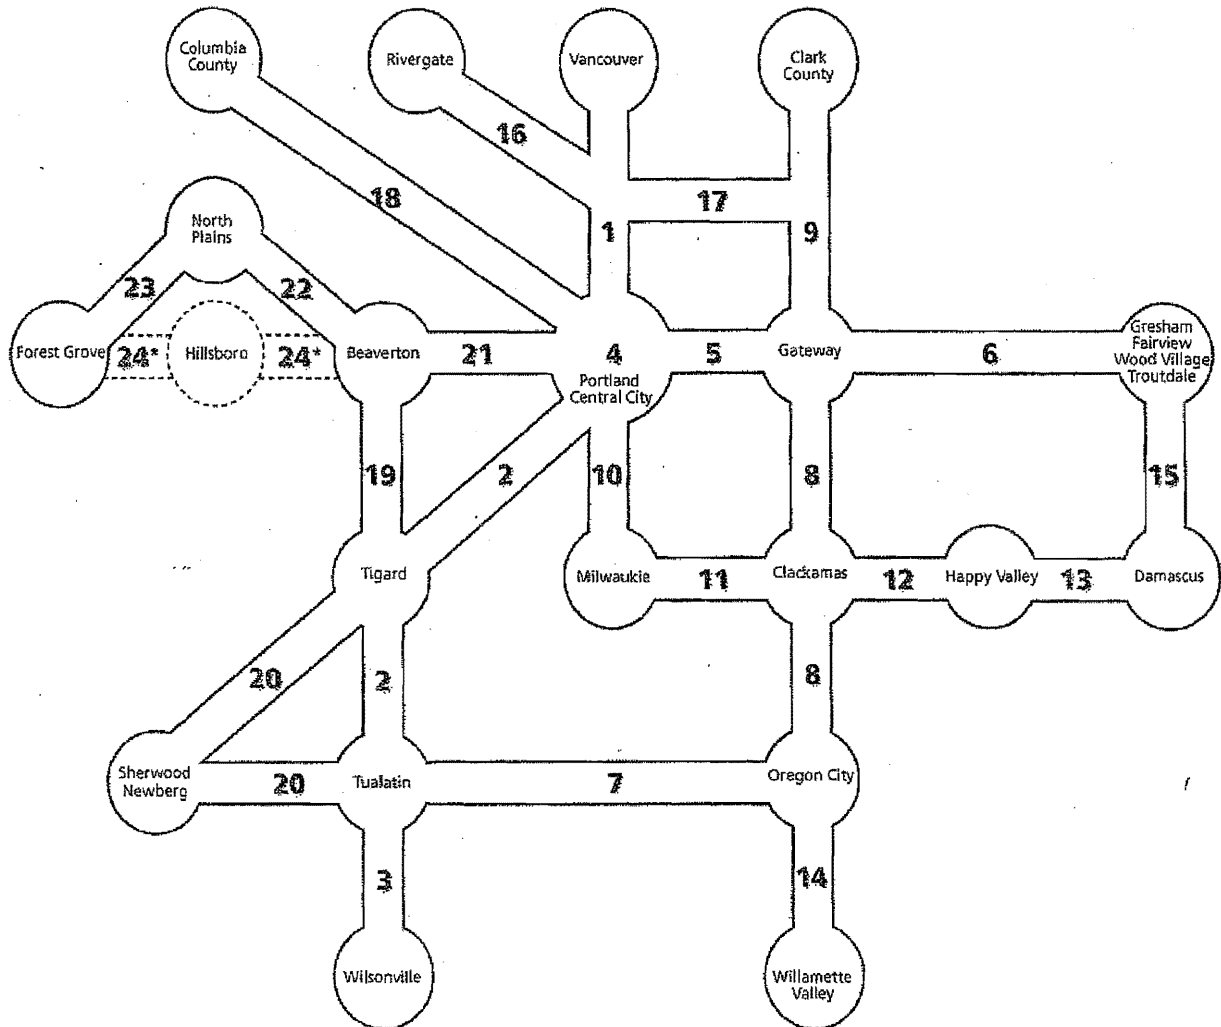 Columbia
County
Rivergate
Vancouver
Clark
County
16
18
17
North
Plains
1
9
23
22
Forest Grove
24*
Hillsboro
24*
Beaverton
21
4
Portland
Central City
5
Gateway
6
Gresham
Fairview
Wood Village
Troutdale
19
2
10
8
15
Tigard
Milwaukie
11
Clackamas
12
Happy Valley
13
Damascus
20
2
8
Sherwood
Newberg
20
Tualatin
7
Oregon City
3
14
Wilsonville
Willamette
Valley